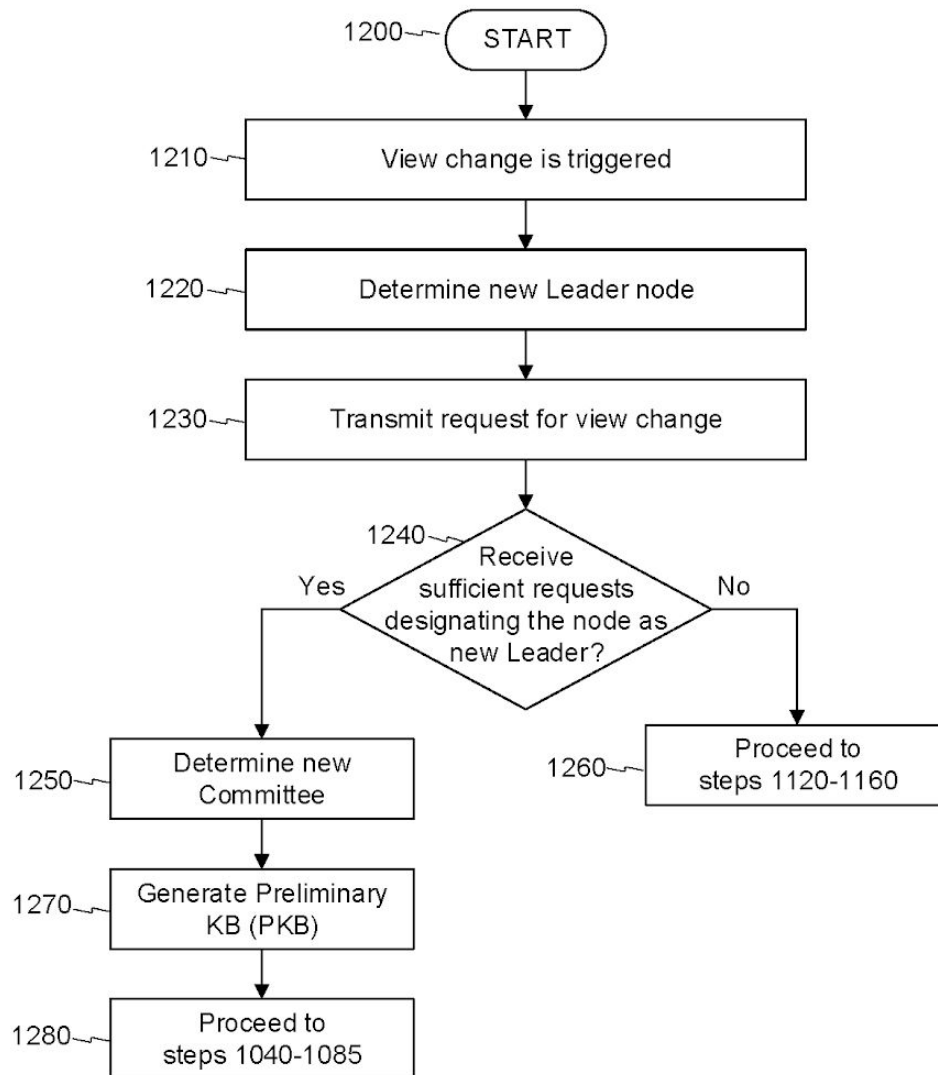 1200
START
1210
View change is triggered
1220
Determine new Leader node
1230
Transmit request for view change
1240
Receive
sufficient requests
designating the node as
new Leader?
Yes
No
1250
Determine new
Committee
1260
Proceed to
steps 1120-1160
1270
Generate Preliminary
KB (PKB)
1280
Proceed to
steps 1040-1085